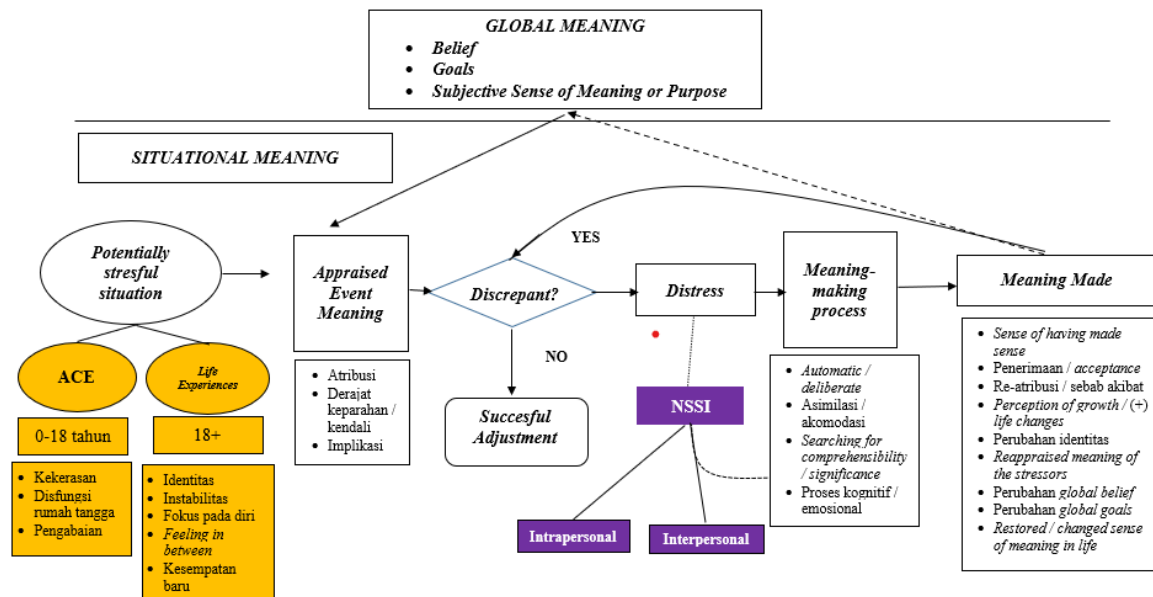 GLOBAL MEANING
• Belief
• Goals
• Subjective Sense of Meaning or Purpose
SITUATIONAL MEANING
Potentially
stresful
situation
Appraised
Event
Meaning
YES
Discrepant?
NO
Succesful
Adjustment
Distress
Meaning-
making
process
Meaning Made
ACE
Life
Experiences
0-18 tahun
18+
• Kekerasan
• Disfungsi
rumah tangga
• Pengabaian
• Identitas
• Instabilitas
• Fokus pada diri
• Feeling in
between
• Kesempatan
baru
• Atribusi
• Derajat
keparahan /
kendali
• Implikasi
NSSI
Intrapersonal
Interpersonal
• Automatic /
deliberate
• Asimilasi /
akomodasi
• Searching for
comprehensibility
/ significance
• Proses kognitif /
emosional
• Sense of having made
sense
• Penerimaan / acceptance
• Re-atribusi / sebab akibat
• Perception of growth / (+)
life changes
• Perubahan identitas
• Reappraised meaning of
the stressors
• Perubahan global belief
• Perubahan global goals
• Restored / changed sense
of meaning in life